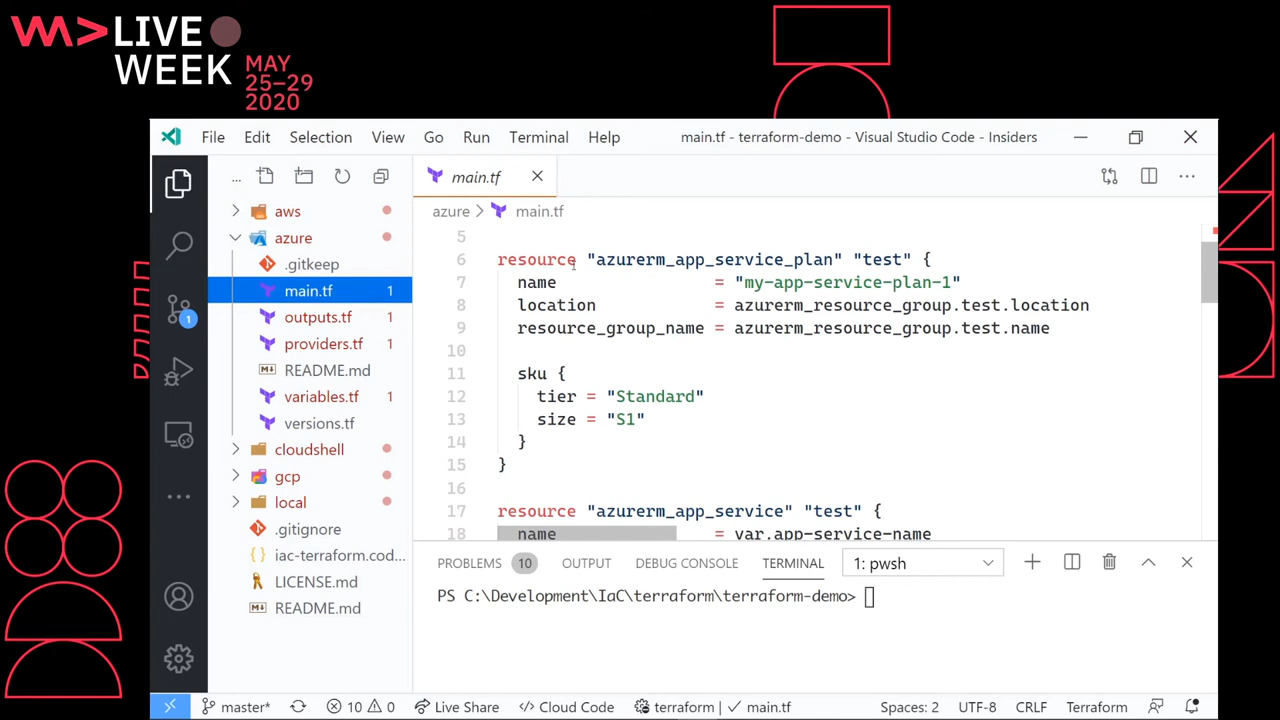 LIVE
WEEK
MAY
25–29
2020
File Edit Selection View Go Run Terminal Help main.tf - terraform-demo - Visual Studio Code - Insiders
...
aws
azure
.gitkeep
main.tf 1
outputs.tf 1
providers.tf 1
README.md
variables.tf 1
versions.tf
cloudshell
gcp
local
.gitignore
iac-terraform.cod...
LICENSE.md
README.md
1
main.tf
azure > main.tf
5
6 resource "azurerm_app_service_plan" "test" {
7 name = "my-app-service-plan-1"
8 location = azurerm_resource_group.test.location
9 resource_group_name = azurerm_resource_group.test.name
10
11 sku {
12 tier = "Standard"
13 size = "S1"
14 }
15 }
16
17 resource "azurerm_app_service" "test" {
18 name = var.app-service-name
PROBLEMS 10 OUTPUT DEBUG CONSOLE TERMINAL 1: pwsh
PS C:\Development\IaC\terraform\terraform-demo>
master* 10 0 Live Share Cloud Code terraform | main.tf Spaces: 2 UTF-8 CRLF Terraform